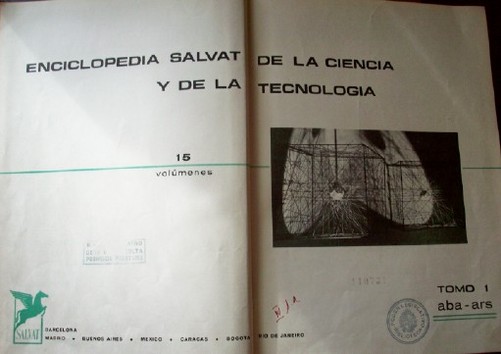 ENCICLOPEDIA SALVAT DE LA CIENCIA
Y DE LA TECNOLOGIA
15
volúmenes
TOMO 1
aba-ars
SALVAT
BARCELONA
MADRID • BUENOS AIRES • MEXICO • CARACAS • BOGOTA RIO DE JANEIRO